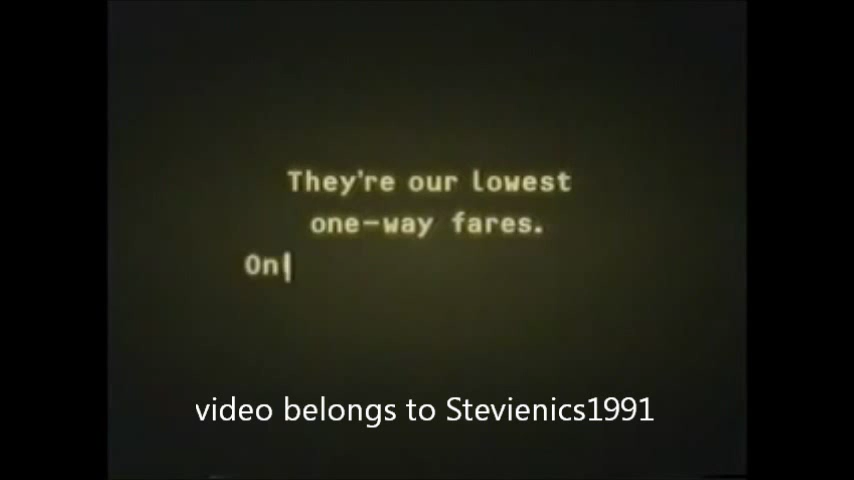 They're our lowest
one-way fares.
On
video belongs to Stevienics1991